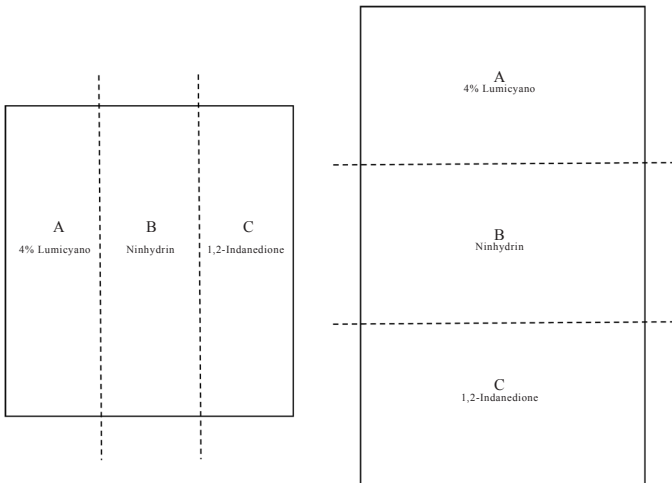 A
4% Lumicyano
B
Ninhydrin
C
1,2-Indanedione
A
4% Lumicyano
B
Ninhydrin
C
1,2-Indanedione